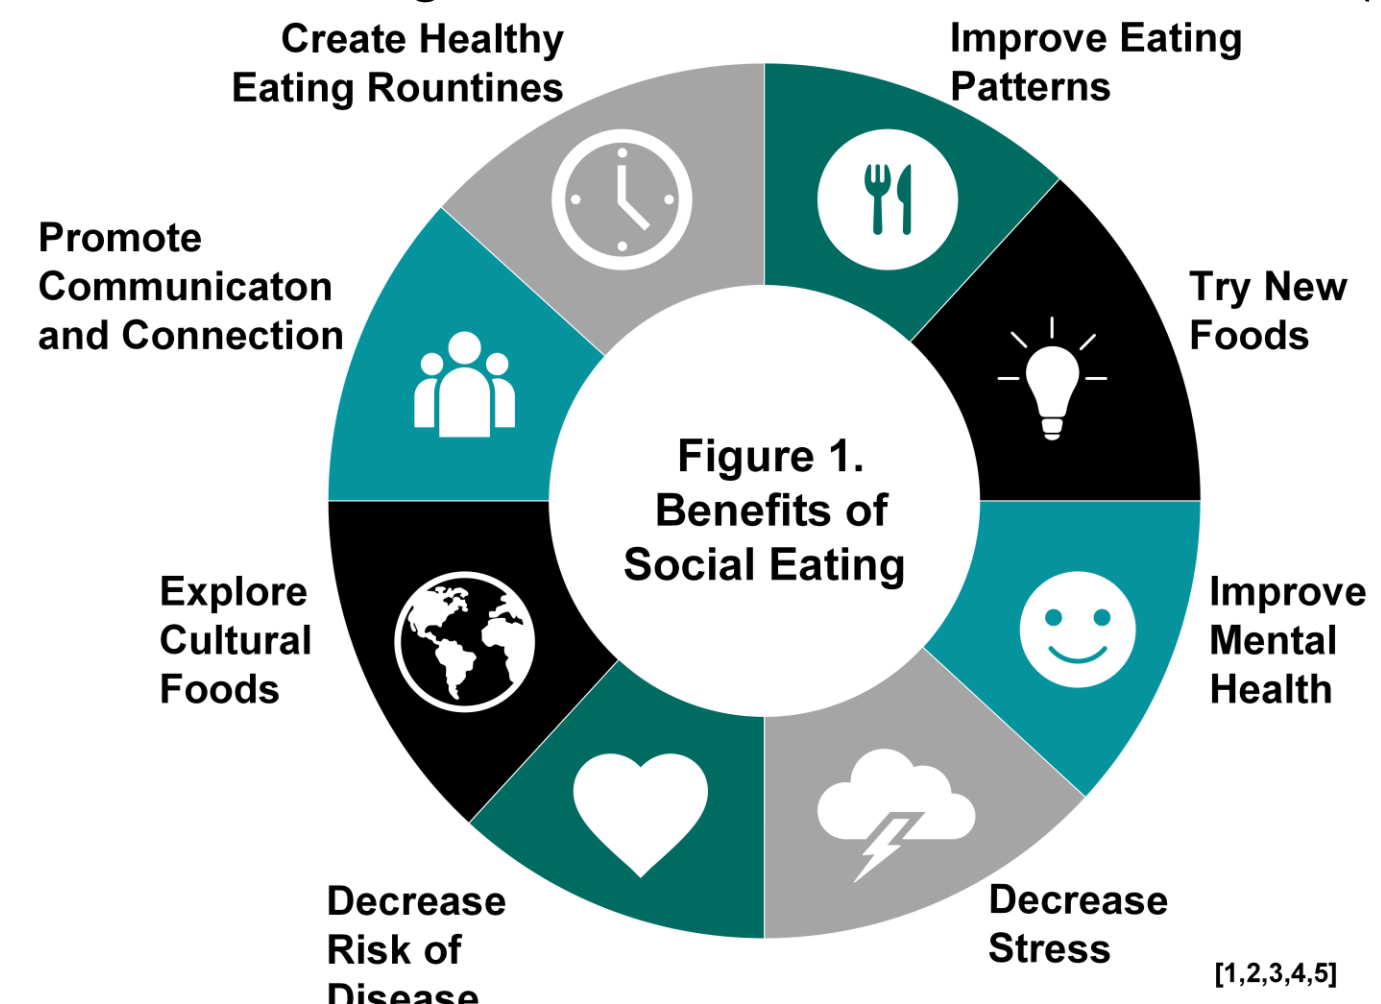 Create Healthy
Eating Rountines
Improve Eating
Patterns
Promote
Communicaton
and Connection
Try New
Foods
Figure 1.
Benefits of
Social Eating
Explore
Cultural
Foods
Improve
Mental
Health
Decrease
Risk of
Disease
Decrease
Stress
[1,2,3,4,5]